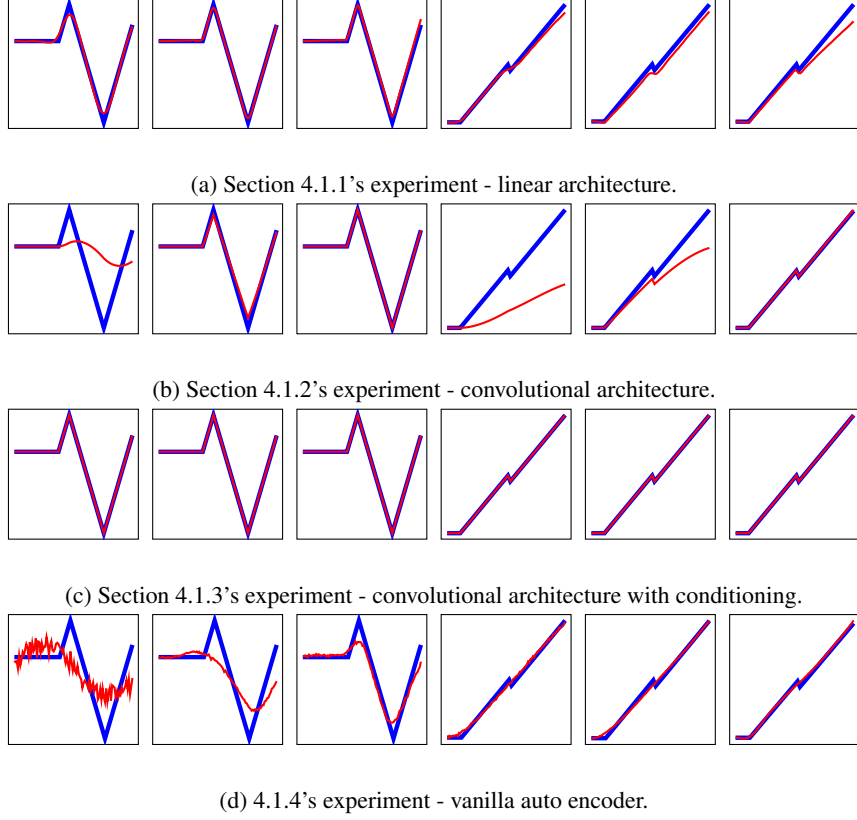 (a) Section 4.1.1's experiment - linear architecture.
(b) Section 4.1.2's experiment - convolutional architecture.
(c) Section 4.1.3's experiment - convolutional architecture with conditioning.
(d) 4.1.4's experiment - vanilla auto encoder.